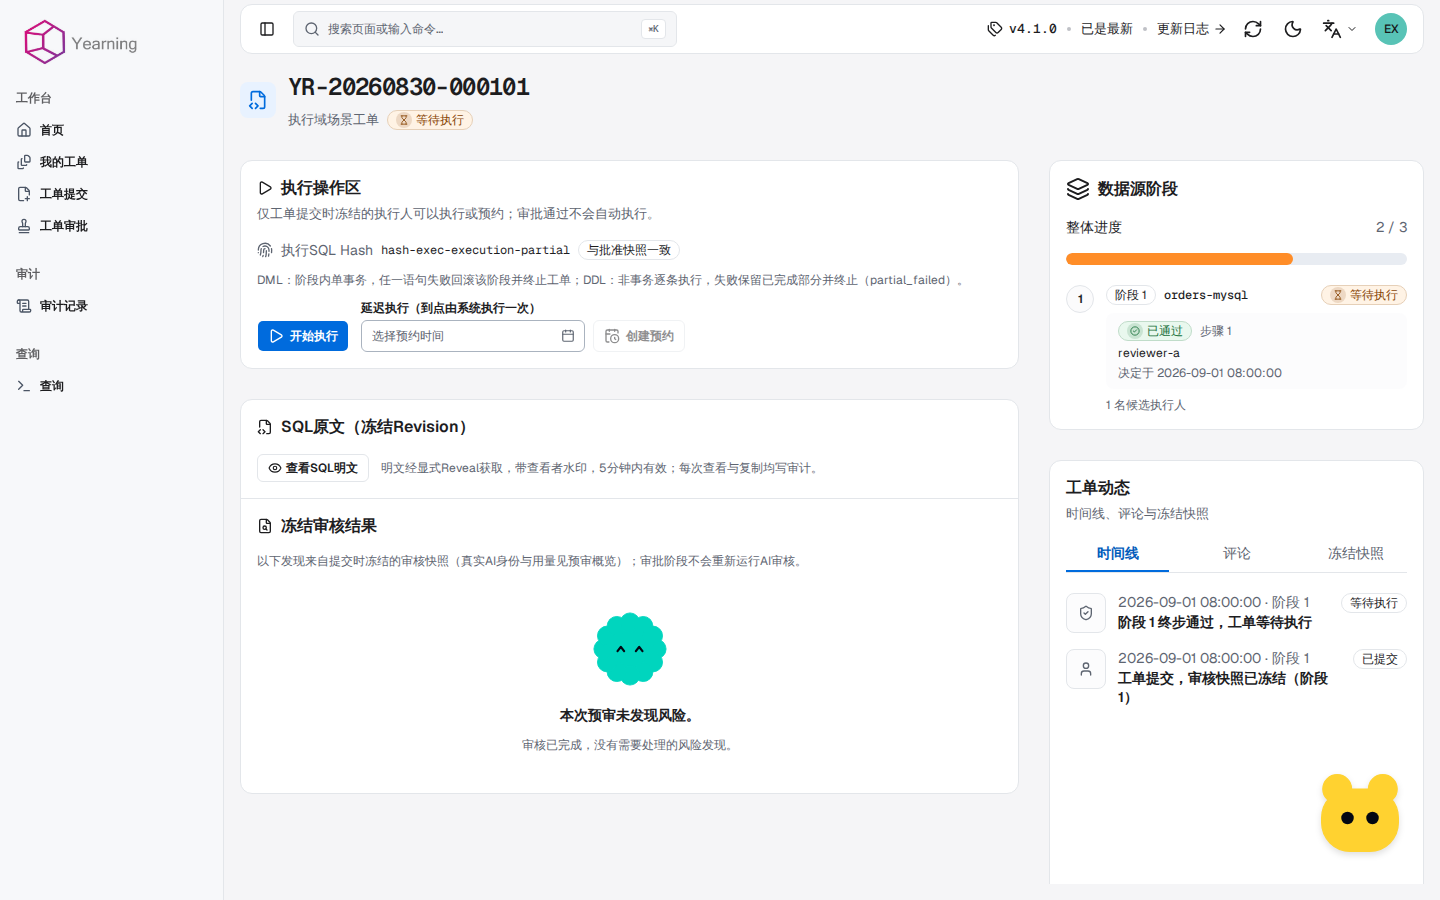 Yearning
工作台
首页
我的工单
工单提交
工单审批
审计
审计记录
查询
查询
搜索页面或输入命令...
⌘K
v4.1.0
已是最新
更新日志
EX
YR-20260830-000101
执行域场景工单
等待执行
执行操作区
仅工单提交时冻结的执行人可以执行或预约；审批通过不会自动执行。
执行SQL Hash hash-exec-execution-partial 与批准快照一致
DML：阶段内单事务，任一语句失败回滚该阶段并终止工单；DDL：非事务逐条执行，失败保留已完成部分并终止（partial_failed）。
延迟执行（到点由系统执行一次）
开始执行
选择预约时间
创建预约
SQL原文（冻结Revision）
查看SQL明文
明文经显式Reveal获取，带查看者水印，5分钟内有效；每次查看与复制均写审计。
冻结审核结果
以下发现来自提交时冻结的审核快照（真实AI身份与用量见预审概览）；审批阶段不会重新运行AI审核。
本次预审未发现风险。
审核已完成，没有需要处理的风险发现。
数据源阶段
整体进度
2 / 3
1
阶段 1
orders-mysql
等待执行
已通过
步骤 1
reviewer-a
决定于 2026-09-01 08:00:00
1 名候选执行人
工单动态
时间线、评论与冻结快照
时间线
评论
冻结快照
2026-09-01 08:00:00 · 阶段 1
等待执行
阶段 1 终步通过，工单等待执行
2026-09-01 08:00:00 · 阶段 1
已提交
工单提交，审核快照已冻结（阶段
1）